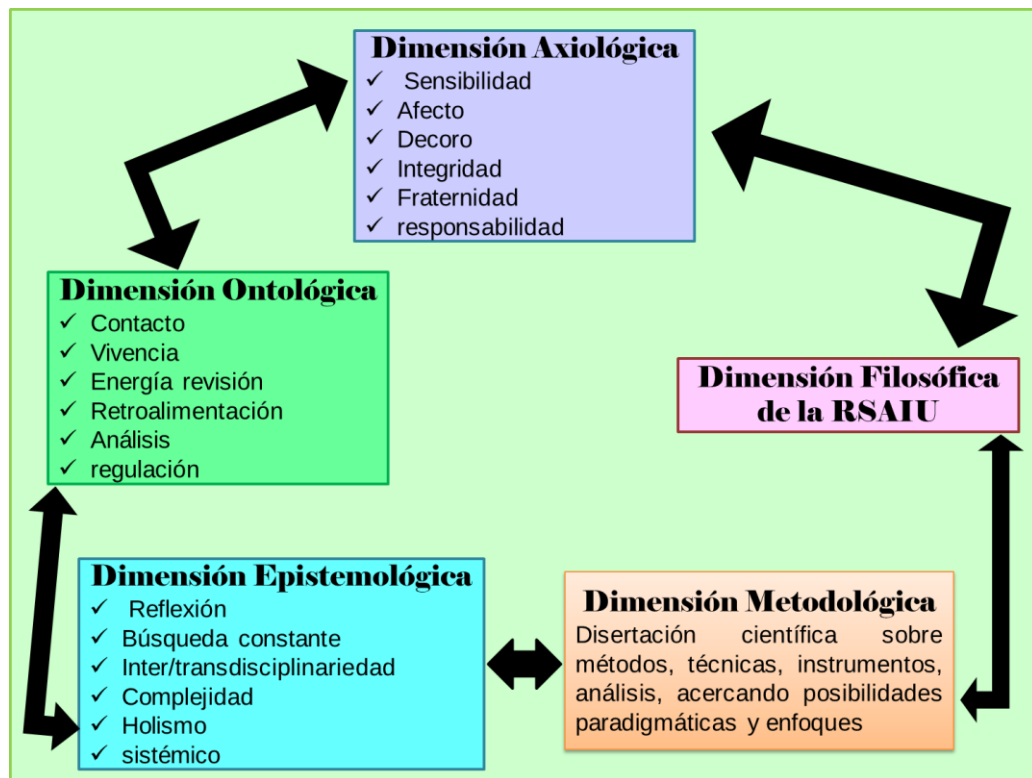 Dimensión Axiológica
✓ Sensibilidad
✓ Afecto
✓ Decoro
✓ Integridad
✓ Fraternidad
✓ responsabilidad
Dimensión Ontológica
✓ Contacto
✓ Vivencia
✓ Energía revisión
✓ Retroalimentación
✓ Análisis
✓ regulación
Dimensión Filosófica
de la RSAIU
Dimensión Epistemológica
✓ Reflexión
✓ Búsqueda constante
✓ Inter/transdisciplinariedad
✓ Complejidad
✓ Holismo
✓ sistémico
Dimensión Metodológica
Disertación científica sobre
métodos, técnicas, instrumentos,
análisis, acercando posibilidades
paradigmáticas y enfoques